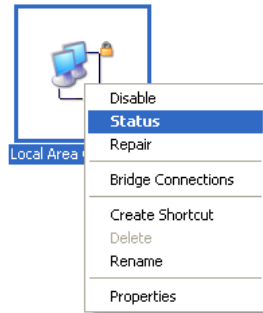 Disable
Status
Repair
Local Area
Bridge Connections
Create Shortcut
Delete
Rename
Properties